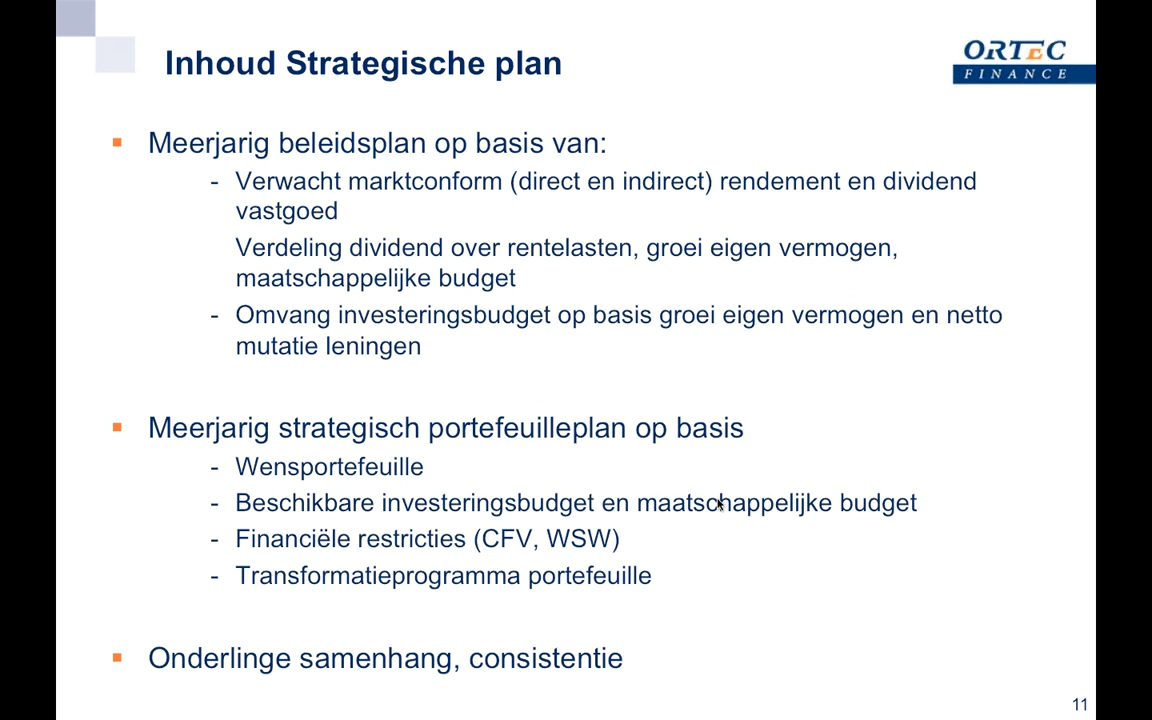 Inhoud Strategische plan
ORTEC
FINANCE
▪ Meerjarig beleidsplan op basis van:
- Verwacht marktconform (direct en indirect) rendement en dividend
vastgoed
Verdeling dividend over rentelasten, groei eigen vermogen,
maatschappelijke budget
- Omvang investeringsbudget op basis groei eigen vermogen en netto
mutatie leningen
▪ Meerjarig strategisch portefeuilleplan op basis
- Wensportefeuille
- Beschikbare investeringsbudget en maatschappelijke budget
- Financiële restricties (CFV, WSW)
- Transformatieprogramma portefeuille
▪ Onderlinge samenhang, consistentie
11